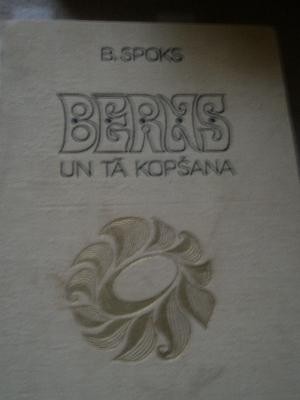 B. SPOKS
BĒRNS
UN TĀ KOPŠANA